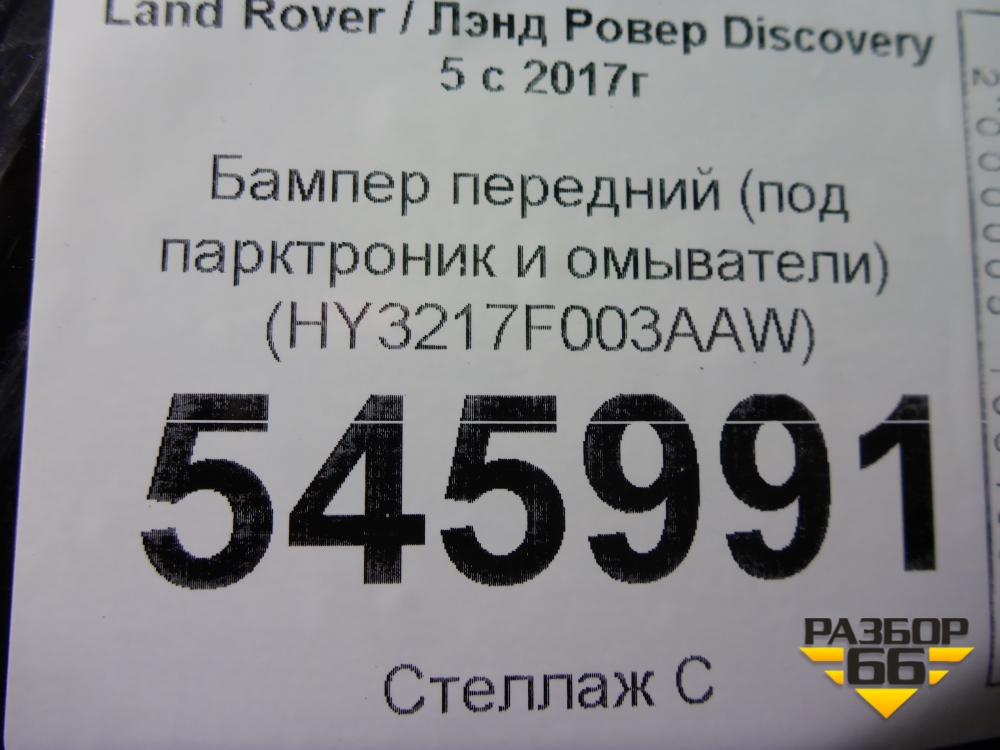 Land Rover / Лэнд Ровер Discovery
5 с 2017г
Бампер передний (под
парктроник и омыватели)
(HY3217F003AAW)
545991
Стеллаж С
РАЗБОР
66